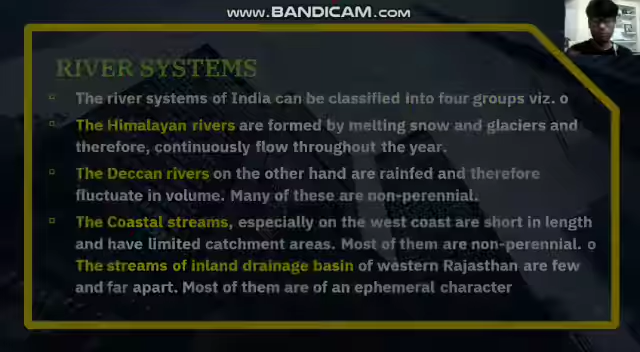 www.BANDICAM.com
RIVER SYSTEMS
The river systems of India can be classified into four groups viz. o
The Himalayan rivers are formed by melting snow and glaciers and
therefore, continuously flow throughout the year.
The Deccan rivers on the other hand are rainfed and therefore
fluctuate in volume. Many of these are non-perennial.
The Coastal streams, especially on the west coast are short in length
and have limited catchment areas. Most of them are non-perennial. o
The streams of inland drainage basin of western Rajasthan are few
and far apart. Most of them are of an ephemeral character